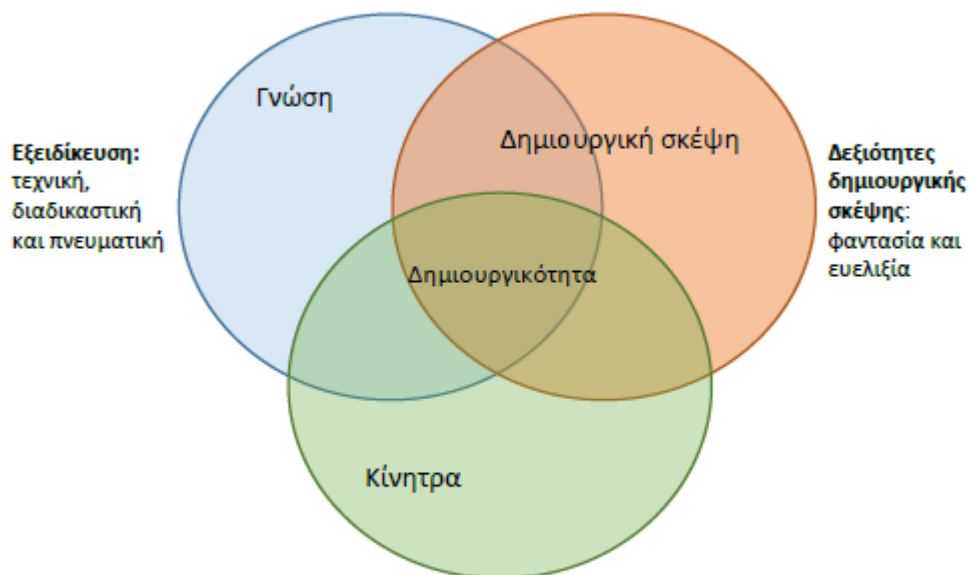 Γνώση
Δημιουργική σκέψη
Εξειδίκευση:
τεχνική,
διαδικαστική
και πνευματική
Δεξιότητες
δημιουργικής
σκέψης:
φαντασία και
ευελιξία
Δημιουργικότητα
Κίνητρα